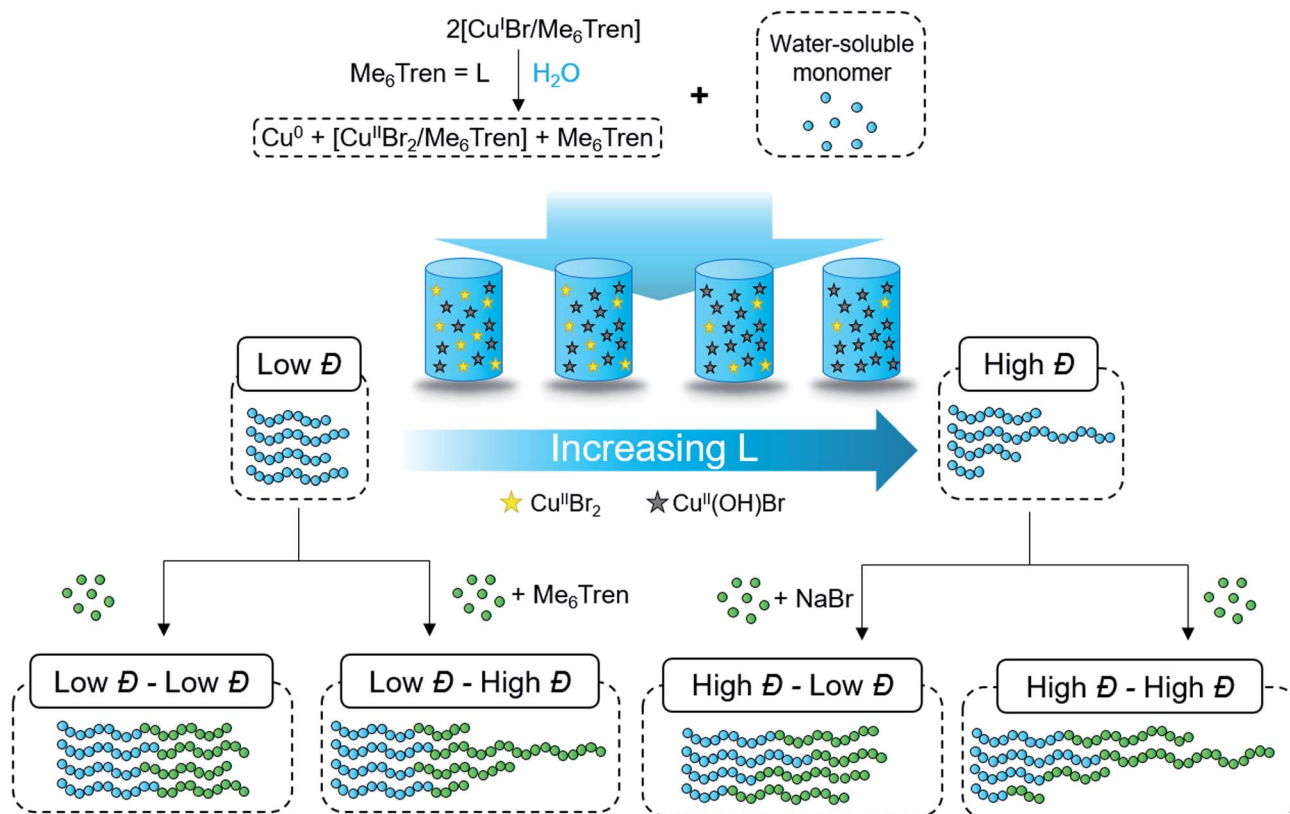 2[CuᴵBr/Me₆Tren]
Me₆Tren = L
H₂O
Cu⁰ + [CuᴵᴵBr₂/Me₆Tren] + Me₆Tren
+
Water-soluble
monomer
Low Đ
High Đ
Increasing L
CuᴵᴵBr₂
Cuᴵᴵ(OH)Br
+ Me₆Tren
+ NaBr
Low Đ - Low Đ
Low Đ - High Đ
High Đ - Low Đ
High Đ - High Đ